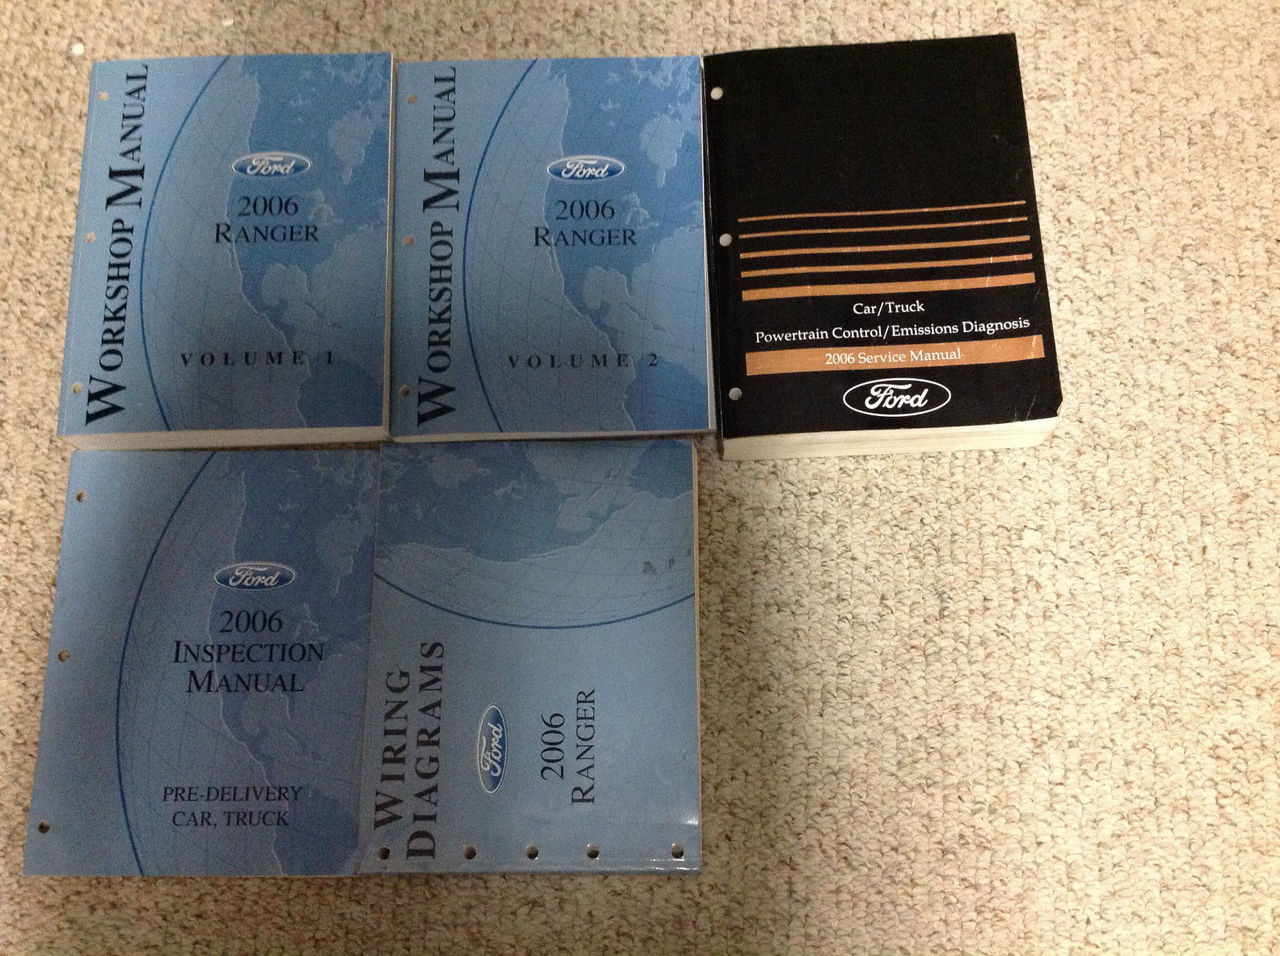 WORKSHOP MANUAL
Ford
2006
RANGER
VOLUME 1
WORKSHOP MANUAL
Ford
2006
RANGER
VOLUME 2
Car/Truck
Powertrain Control/Emissions Diagnosis
2006 Service Manual
Ford
Ford
2006
INSPECTION
MANUAL
PRE-DELIVERY
CAR, TRUCK
WIRING
DIAGRAMS
Ford
2006
RANGER